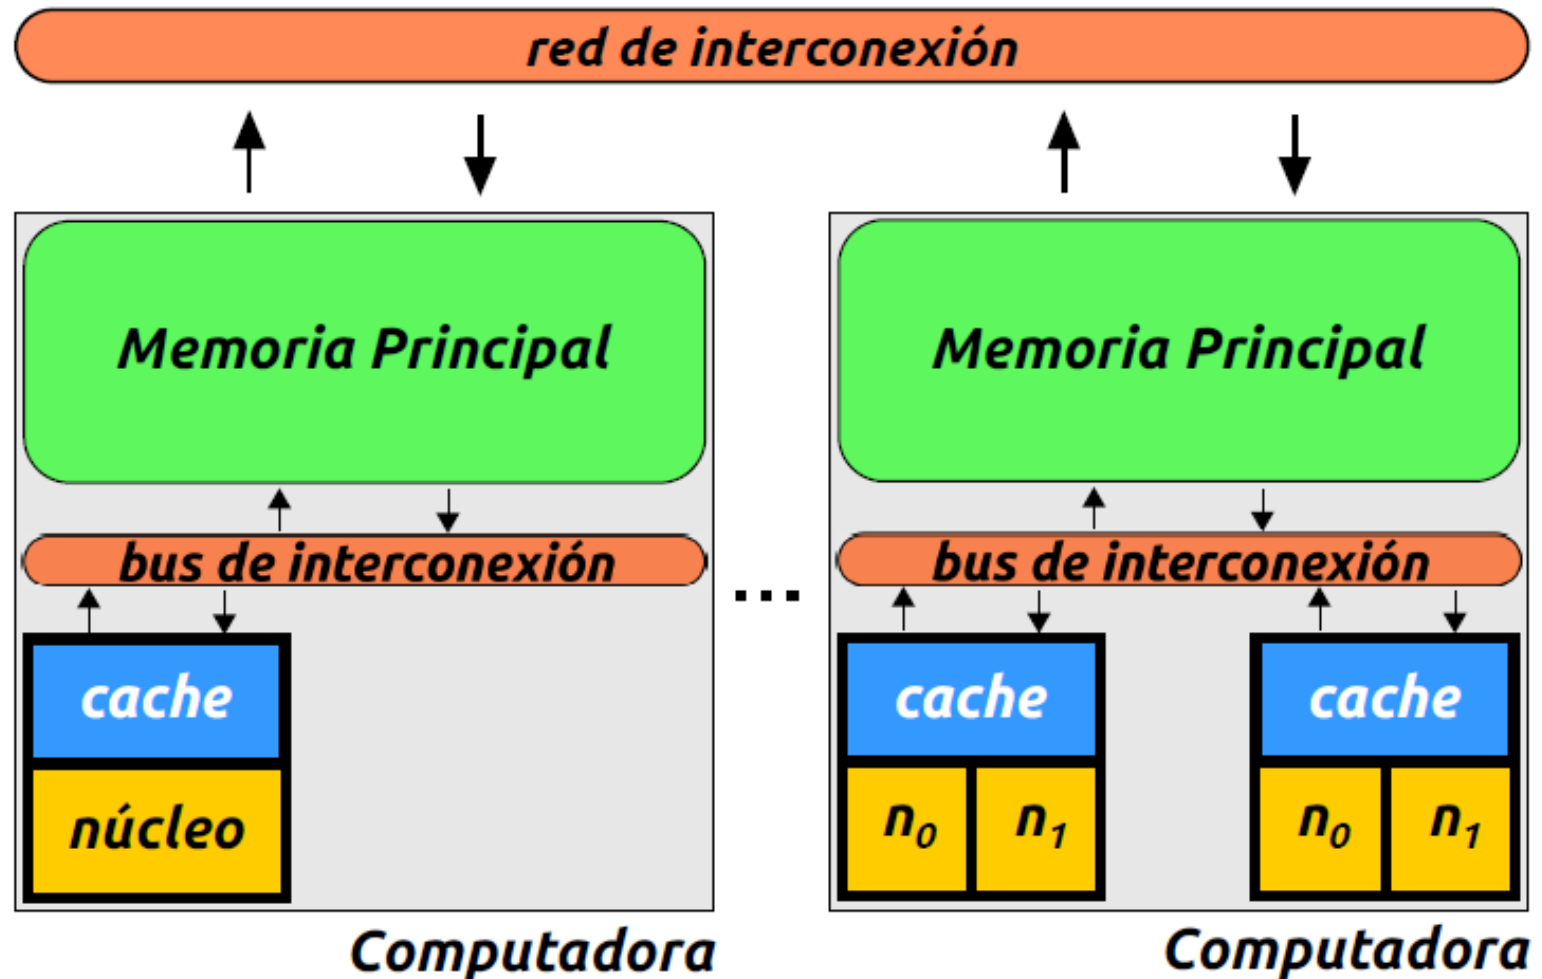 red de interconexión
Memoria Principal
Memoria Principal
bus de interconexión
bus de interconexión
...
cache
cache
cache
núcleo
n₀
n₁
n₀
n₁
Computadora
Computadora